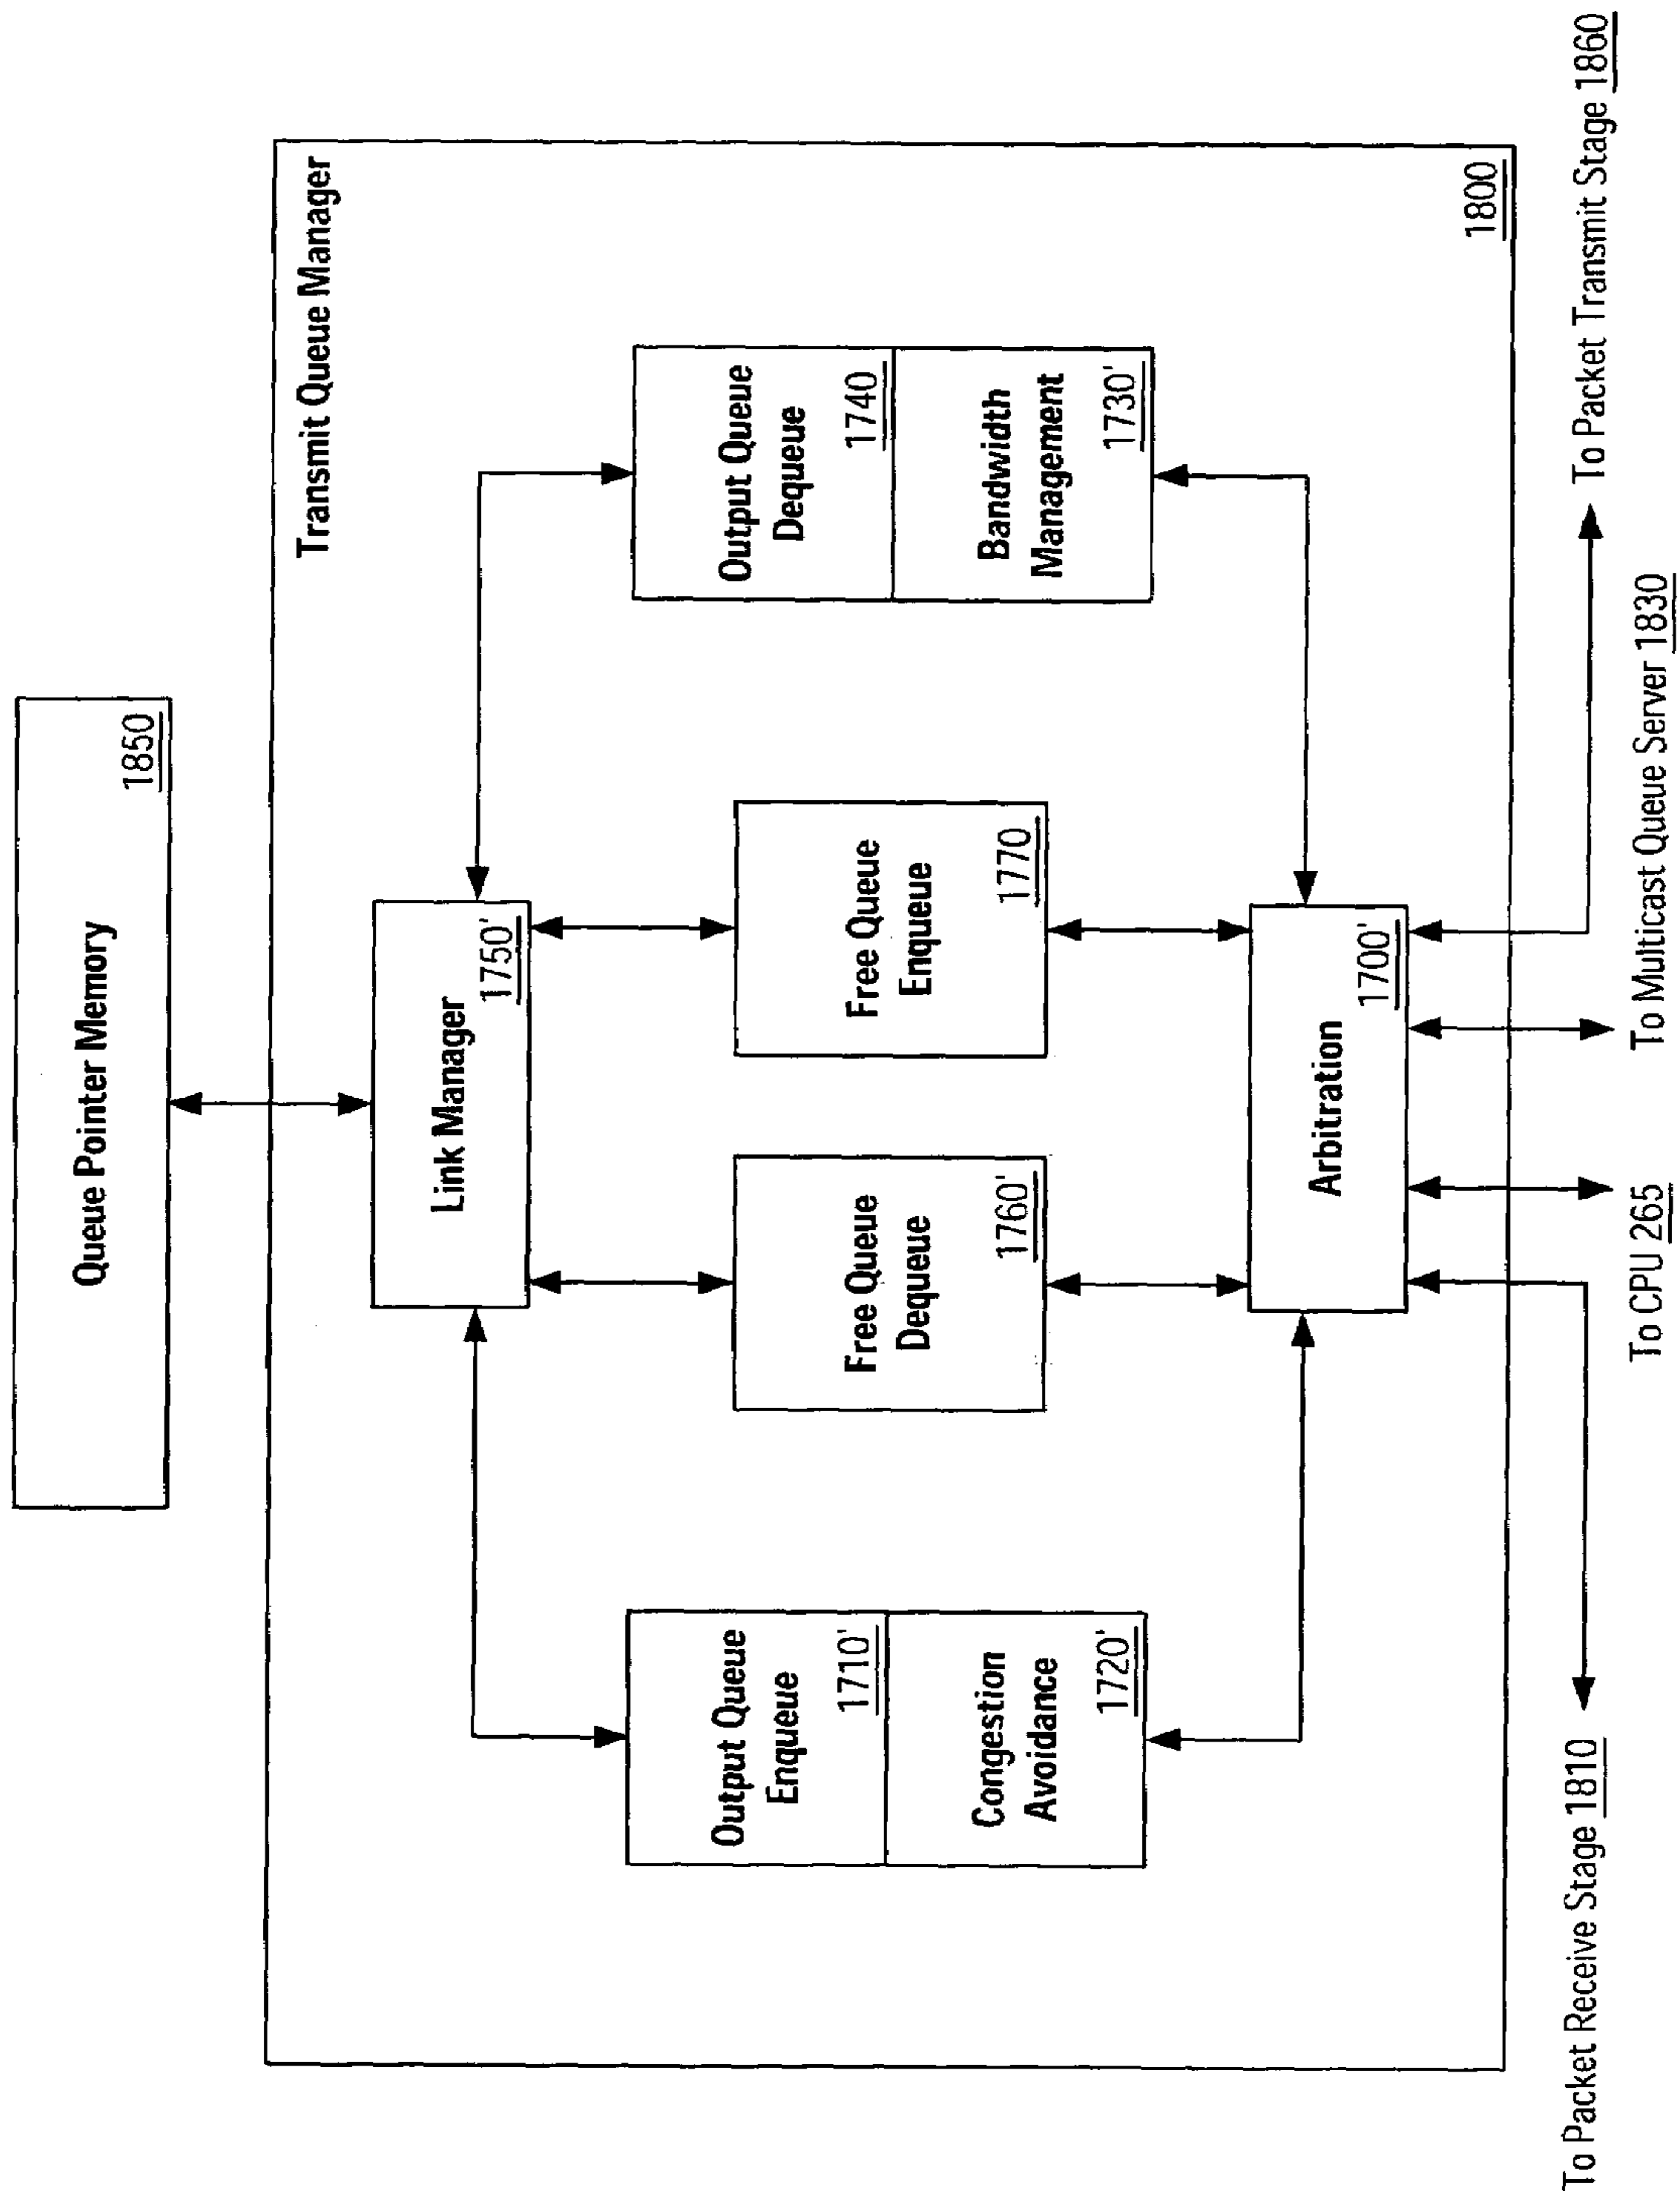 Queue Pointer Memory
1850
Transmit Queue Manager
Link Manager
1750'
Output Queue
Enqueue
1710'
Congestion
Avoidance
1720'
Free Queue
Dequeue
1760'
Free Queue
Enqueue
1770
Output Queue
Dequeue
1740
Bandwidth
Management
1730'
Arbitration
1700'
1800
To Packet Receive Stage 1810
To CPU 265
To Multicast Queue Server 1830
To Packet Transmit Stage 1860